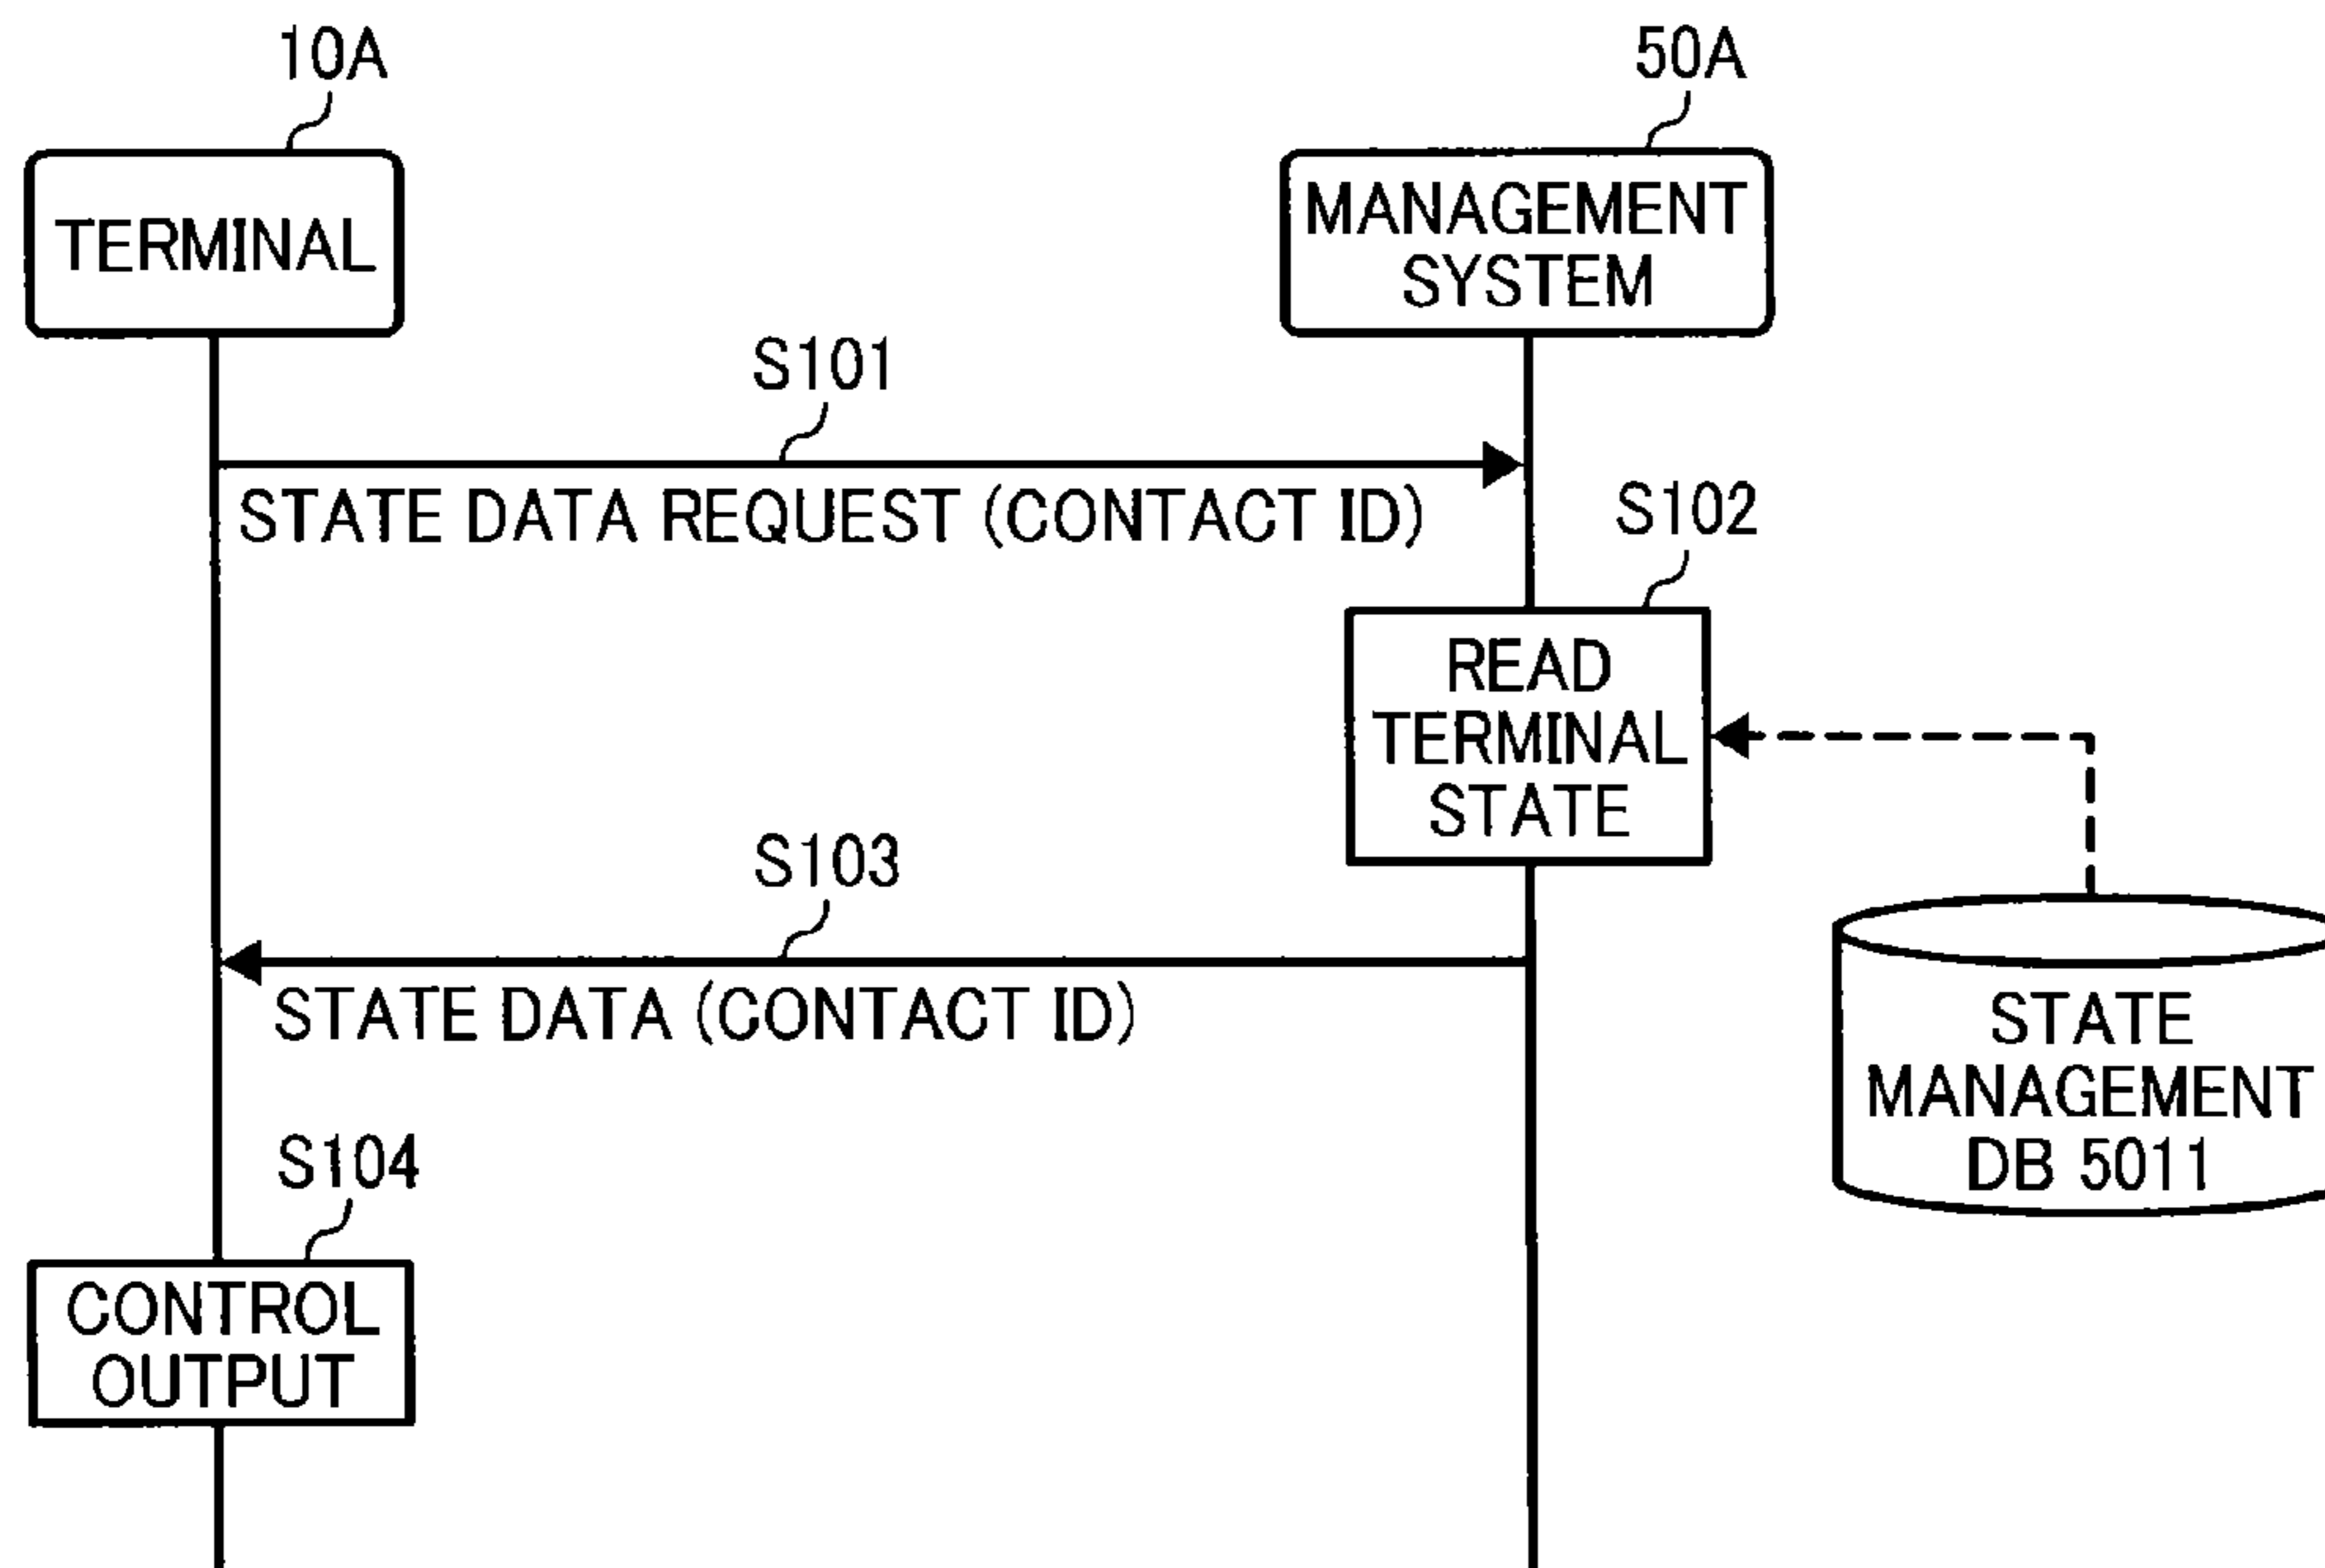 10A
50A
TERMINAL
MANAGEMENT
SYSTEM
S101
STATE DATA REQUEST (CONTACT ID)
S102
READ
TERMINAL
STATE
S103
STATE DATA (CONTACT ID)
STATE
MANAGEMENT
DB 5011
S104
CONTROL
OUTPUT